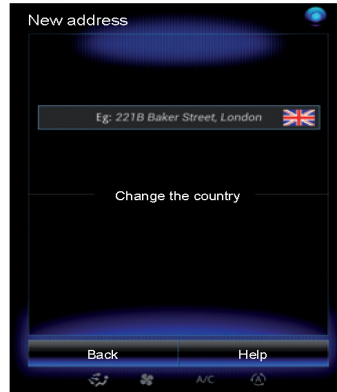 New address
Eg: 221B Baker Street, London
Change the country
Back Help
A/C